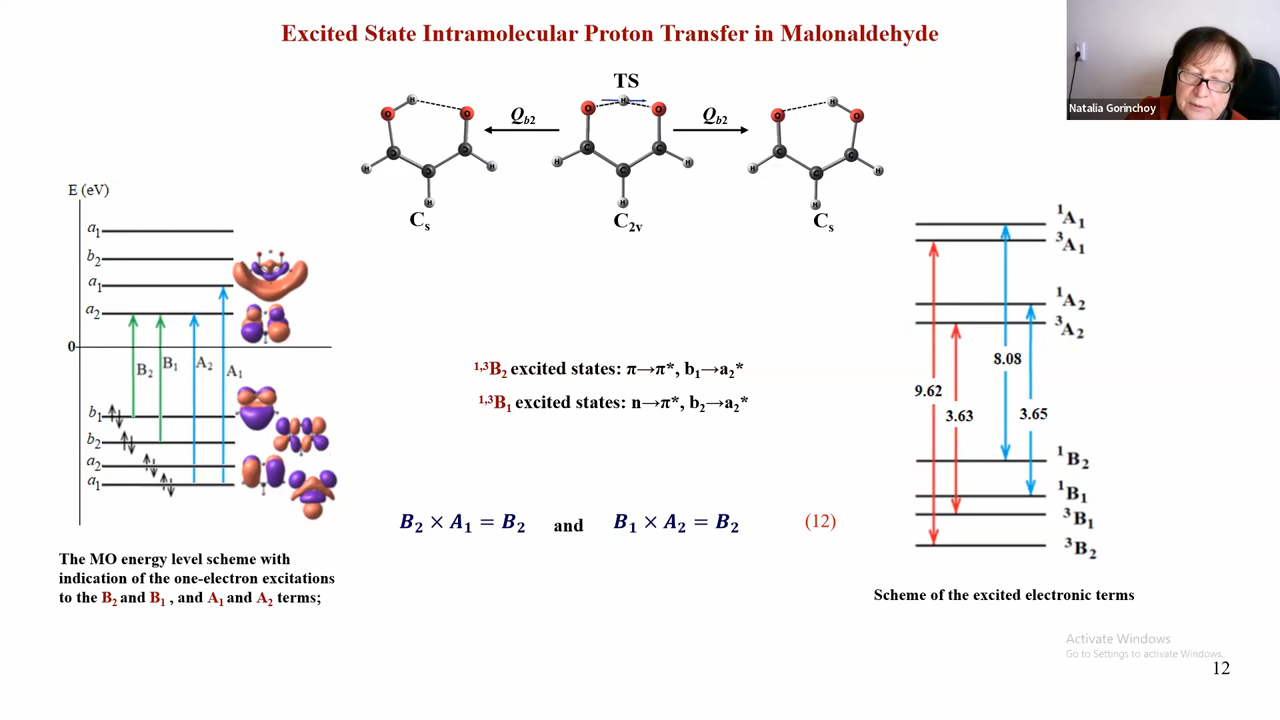 Excited State Intramolecular Proton Transfer in Malonaldehyde
Natalia Gorinchoy
TS
Q_b2 Q_b2
H O O O H O O H O
C C C C C C C C C
H H H H H H H H H
C_s C_2v C_s
E (eV)
a₁
b₂
a₁
a₂
0
B₂ B₁ A₂ A₁
b₁
b₂
a₂
a₁
¹A₁
³A₁
¹A₂
³A₂
8.08
9.62
3.63
3.65
¹B₂
¹B₁
³B₁
³B₂
¹,³B₂ excited states: π→π*, b₁→a₂*
¹,³B₁ excited states: n→π*, b₂→a₂*
B₂ × A₁ = B₂ and B₁ × A₂ = B₂ (12)
The MO energy level scheme with
indication of the one-electron excitations
to the B₂ and B₁ , and A₁ and A₂ terms;
Scheme of the excited electronic terms
Activate Windows
Go to Settings to activate Windows.
12